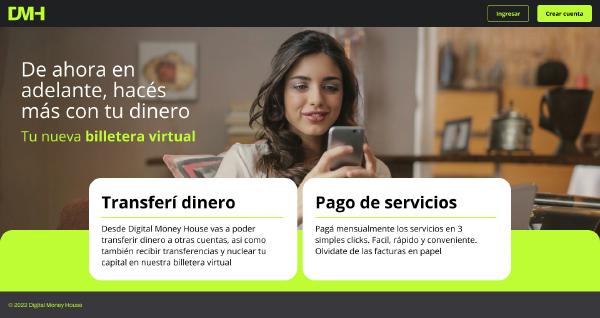 DMH
Ingresar
Crear cuenta
De ahora en
adelante, hacés
más con tu dinero
Tu nueva billetera virtual
Transferí dinero
Desde Digital Money House vas a poder
transferir dinero a otras cuentas, asi como
también recibir transferencias y nuclear tu
capital en nuestra billetera virtual
Pago de servicios
Pagá mensualmente los servicios en 3
simples clicks. Facil, rápido y conveniente.
Olvidate de las facturas en papel
© 2022 Digital Money House